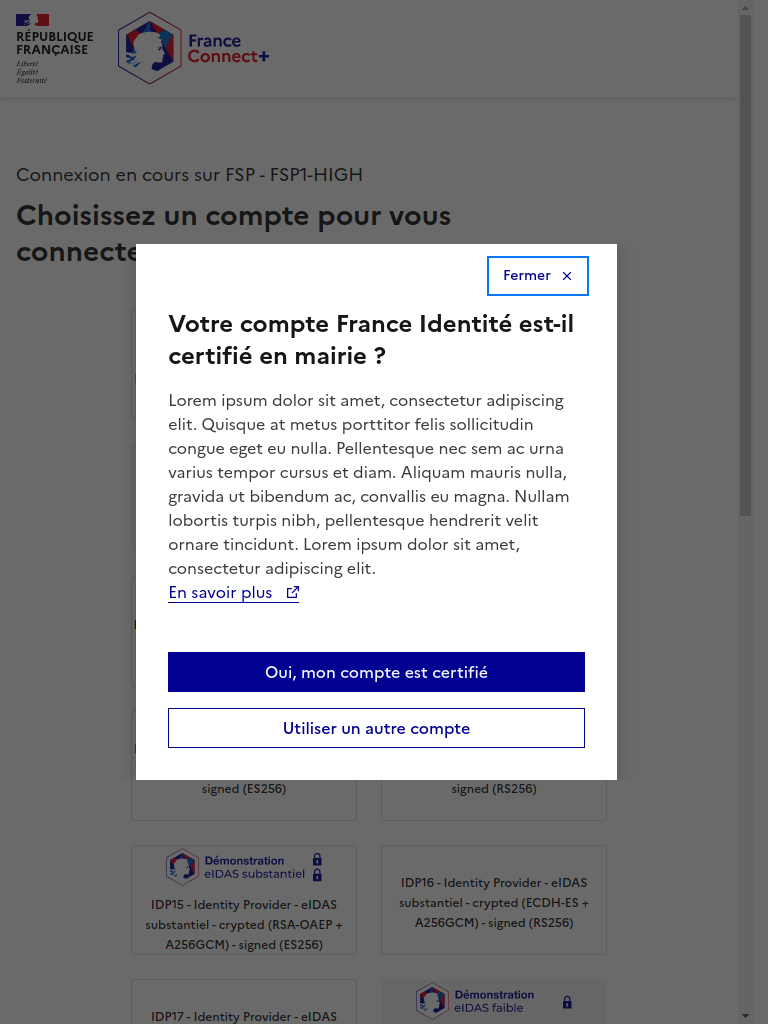 RÉPUBLIQUE
FRANÇAISE
Liberté
Égalité
Fraternité
France
Connect+
Connexion en cours sur FSP - FSP1-HIGH
Choisissez un compte pour vous
connecte
Fermer
Votre compte France Identité est-il
certifié en mairie ?
Lorem ipsum dolor sit amet, consectetur adipiscing
elit. Quisque at metus porttitor felis sollicitudin
congue eget eu nulla. Pellentesque nec sem ac urna
varius tempor cursus et diam. Aliquam mauris nulla,
gravida ut bibendum ac, convallis eu magna. Nullam
lobortis turpis nibh, pellentesque hendrerit velit
ornare tincidunt. Lorem ipsum dolor sit amet,
consectetur adipiscing elit.
En savoir plus
Oui, mon compte est certifié
Utiliser un autre compte
signed (ES256)
signed (RS256)
Démonstration
eIDAS substantiel
IDP15 - Identity Provider - eIDAS
substantiel - crypted (RSA-OAEP +
A256GCM) - signed (ES256)
IDP16 - Identity Provider - eIDAS
substantiel - crypted (ECDH-ES +
A256GCM) - signed (RS256)
IDP17 - Identity Provider - eIDAS
Démonstration
eIDAS faible